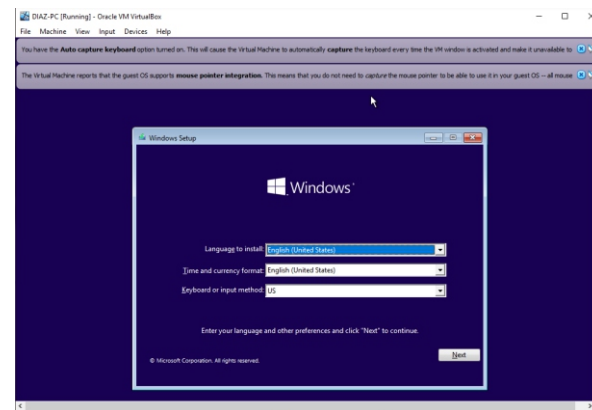 DIAZ-PC [Running] - Oracle VM VirtualBox
File Machine View Input Devices Help
You have the Auto capture keyboard option turned on. This will cause the Virtual Machine to automatically capture the keyboard every time the VM window is activated and make it unavailable to
The Virtual Machine reports that the guest OS supports mouse pointer integration. This means that you do not need to capture the mouse pointer to be able to use it in your guest OS -- all mouse
Windows Setup
Windows
Language to install: English (United States)
Time and currency format: English (United States)
Keyboard or input method: US
Enter your language and other preferences and click "Next" to continue.
© Microsoft Corporation. All rights reserved.
Next